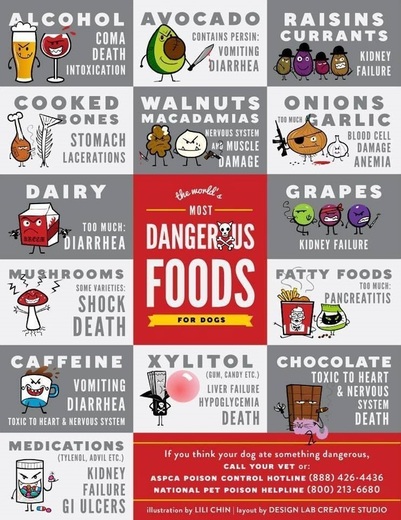 ALCOHOL
COMA
DEATH
INTOXICATION
AVOCADO
CONTAINS PERSIN:
VOMITING
DIARRHEA
RAISINS
CURRANTS
KIDNEY
FAILURE
COOKED
BONES
STOMACH
LACERATIONS
WALNUTS
MACADAMIAS
NERVOUS SYSTEM
AND MUSCLE
DAMAGE
ONIONS
TOO MUCH GARLIC
BLOOD CELL
DAMAGE
ANEMIA
DAIRY
TOO MUCH:
DIARRHEA
the world's
MOST
DANGEROUS
FOODS
FOR DOGS
GRAPES
KIDNEY FAILURE
MUSHROOMS
SOME VARIETIES:
SHOCK
DEATH
FATTY FOODS
TOO MUCH:
PANCREATITIS
CAFFEINE
VOMITING
DIARRHEA
TOXIC TO HEART & NERVOUS SYSTEM
XYLITOL
(GUM, CANDY ETC.)
LIVER FAILURE
HYPOGLYCEMIA
DEATH
CHOCOLATE
TOXIC TO HEART
& NERVOUS
SYSTEM
DEATH
MEDICATIONS
(TYLENOL, ADVIL ETC.)
KIDNEY
FAILURE
GI ULCERS
If you think your dog ate something dangerous,
CALL YOUR VET or:
ASPCA POISON CONTROL HOTLINE (888) 426-4436
NATIONAL PET POISON HELPLINE (800) 213-6680
illustration by LILI CHIN | layout by DESIGN LAB CREATIVE STUDIO